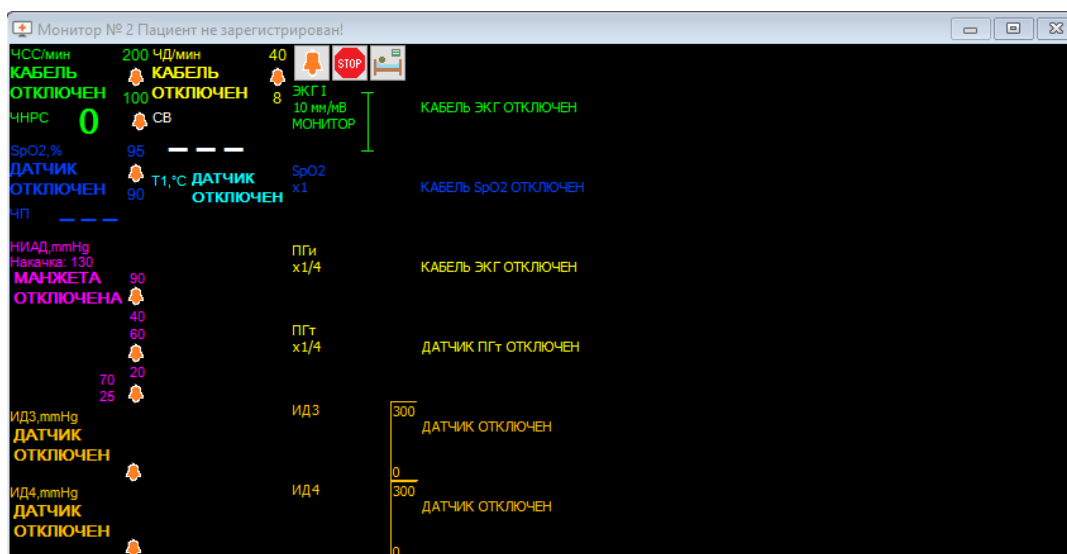 Монитор № 2 Пациент не зарегистрирован!
ЧСС/мин 200
КАБЕЛЬ
ОТКЛЮЧЕН 100
ЧНРС 0
ЧД/мин 40
КАБЕЛЬ
ОТКЛЮЧЕН 8
СВ
– – –
SpO2,% 95
ДАТЧИК
ОТКЛЮЧЕН 90
ЧП – – –
Т1,°C ДАТЧИК
ОТКЛЮЧЕН
НИАД,mmHg
Накачка: 130
МАНЖЕТА 90
ОТКЛЮЧЕНА
40
60
20
70
25
ИД3,mmHg
ДАТЧИК
ОТКЛЮЧЕН
ИД4,mmHg
ДАТЧИК
ОТКЛЮЧЕН
STOP
ЭКГ I
10 мм/мВ
МОНИТОР
КАБЕЛЬ ЭКГ ОТКЛЮЧЕН
SpO2
x1
КАБЕЛЬ SpO2 ОТКЛЮЧЕН
ПГи
x1/4
КАБЕЛЬ ЭКГ ОТКЛЮЧЕН
ПГт
x1/4
ДАТЧИК ПГт ОТКЛЮЧЕН
ИД3 300
ДАТЧИК ОТКЛЮЧЕН
0
ИД4 300
ДАТЧИК ОТКЛЮЧЕН
0